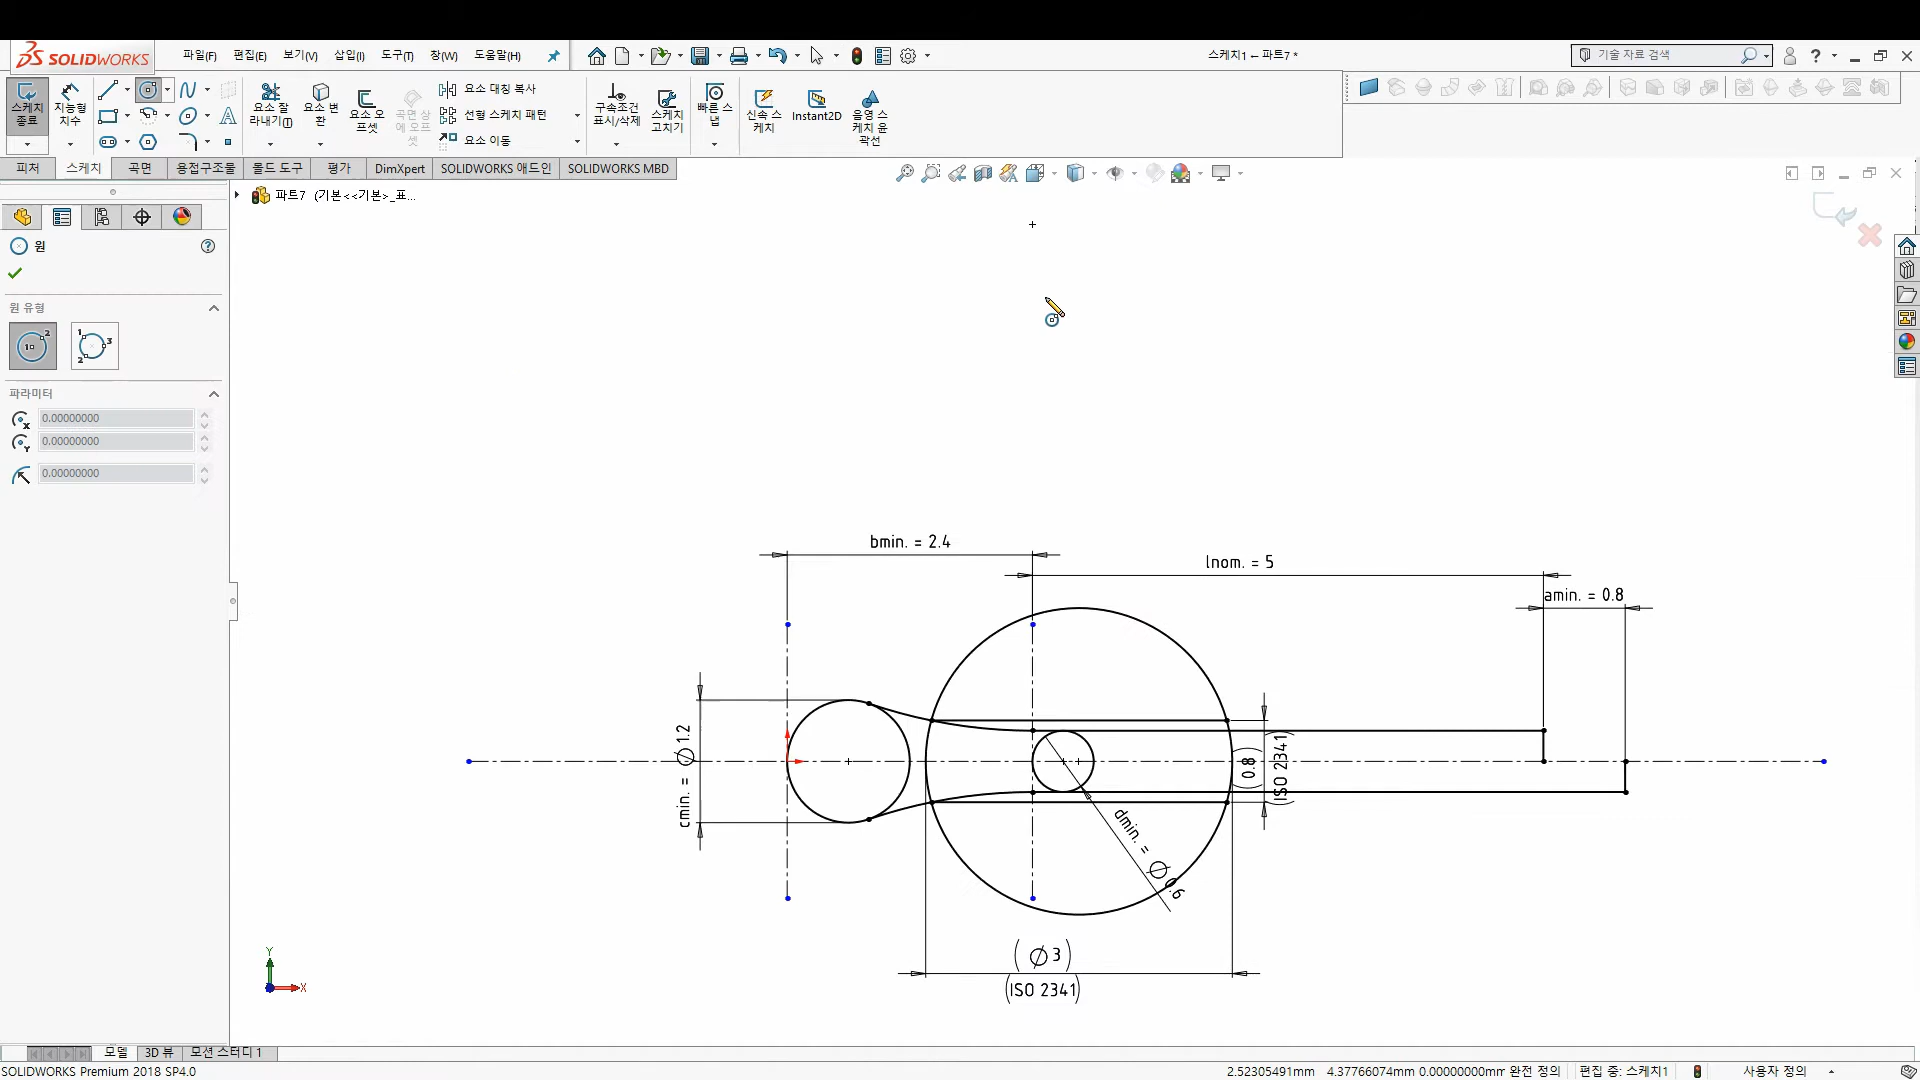 SOLIDWORKS
파일(F) 편집(E) 보기(V) 삽입(I) 도구(T) 창(W) 도움말(H)
스케치1 ← 파트7 *
기술 자료 검색
스케치 종료
지능형 치수
요소 잘라내기(T)
요소 변환
요소 오프셋
곡면 상에 오프셋
요소 대칭 복사
선형 스케치 패턴
요소 이동
구속조건 표시/삭제
스케치 고치기
빠른 스냅
신속 스케치
Instant2D
음영 스케치 윤곽선
피처 스케치 곡면 용접구조물 몰드 도구 평가 DimXpert SOLIDWORKS 애드인 SOLIDWORKS MBD
파트7 (기본<<기본>_표...
원
원 유형
파라미터
0.00000000
0.00000000
0.00000000
bmin. = 2.4
lnom. = 5
amin. = 0.8
cmin. = Ø 1.2
(0.8)
(ISO 2341)
dmin. = Ø 0.6
(Ø 3)
(ISO 2341)
Y
X
모델 3D 뷰 모션 스터디 1
SOLIDWORKS Premium 2018 SP4.0
2.52305491mm 4.37766074mm 0.00000000mm 완전 정의 편집 중: 스케치1 사용자 정의